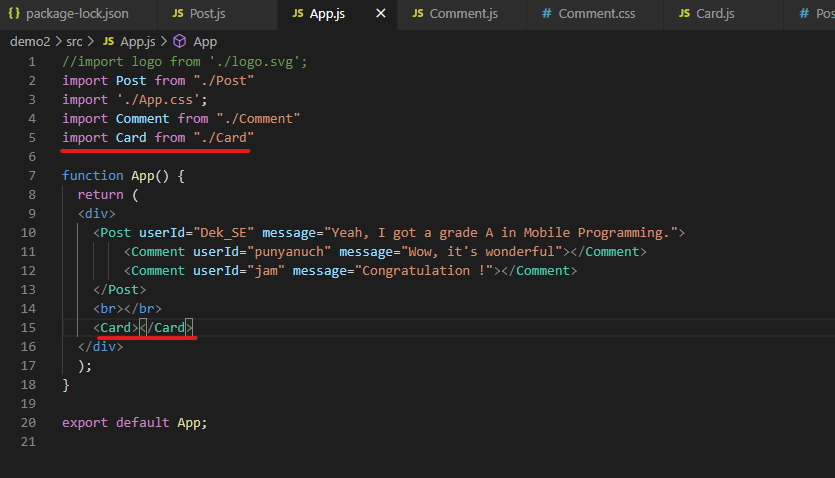 {} package-lock.json JS Post.js JS App.js × JS Comment.js # Comment.css JS Card.js # Pos
demo2 > src > JS App.js > App
1 //import logo from './logo.svg';
2 import Post from "./Post"
3 import './App.css';
4 import Comment from "./Comment"
5 import Card from "./Card"
6
7 function App() {
8 return (
9 <div>
10 <Post userId="Dek_SE" message="Yeah, I got a grade A in Mobile Programming.">
11 <Comment userId="punyanuch" message="Wow, it's wonderful"></Comment>
12 <Comment userId="jam" message="Congratulation !"></Comment>
13 </Post>
14 <br></br>
15 <Card></Card>
16 </div>
17 );
18 }
19
20 export default App;
21